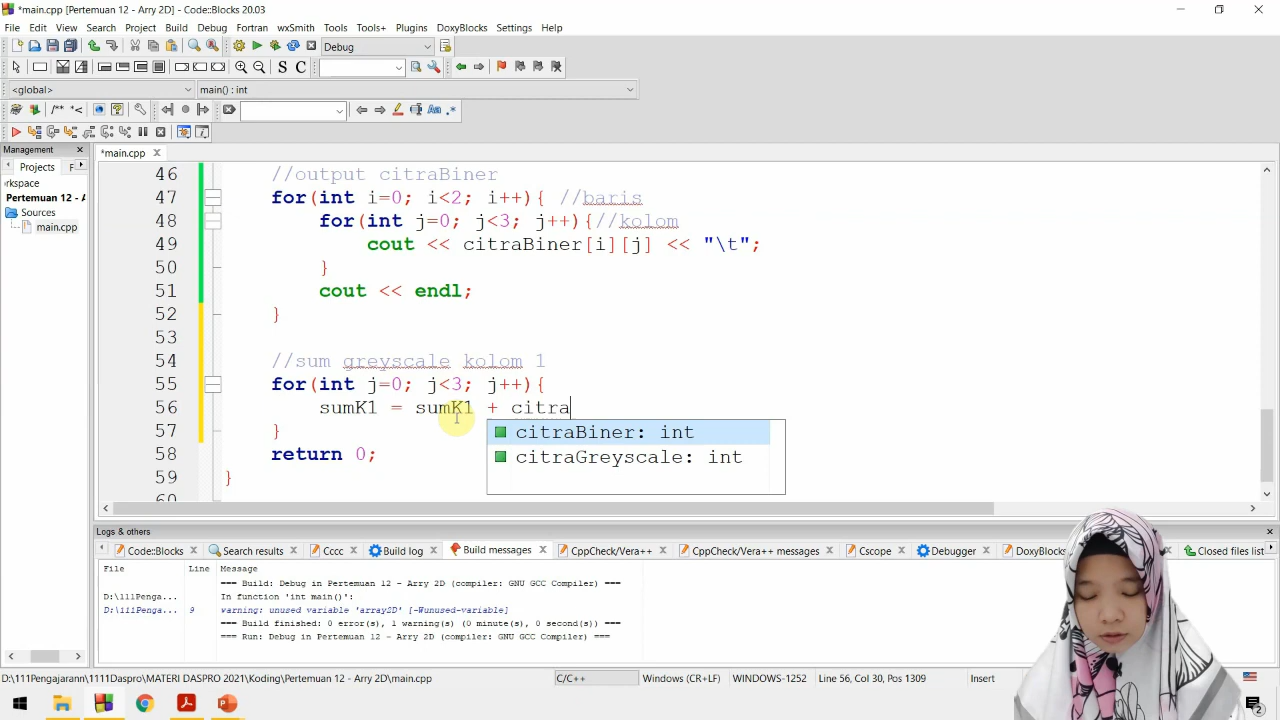 *main.cpp [Pertemuan 12 - Arry 2D] - Code::Blocks 20.03
File Edit View Search Project Build Debug Fortran wxSmith Tools Tools+ Plugins DoxyBlocks Settings Help
Debug
S C
<global> main() : int
/** *< Aa .*
Management
Projects F
*main.cpp
rkspace
Pertemuan 12 - A
Sources
main.cpp
46 //output citraBiner
47 for(int i=0; i<2; i++){ //baris
48 for(int j=0; j<3; j++){//kolom
49 cout << citraBiner[i][j] << "\t";
50 }
51 cout << endl;
52 }
53
54 //sum greyscale kolom 1
55 for(int j=0; j<3; j++){
56 sumK1 = sumK1 + citra
57 }
58 return 0;
59 }
60
citraBiner: int
citraGreyscale: int
Logs & others
Code::Blocks Search results Cccc Build log Build messages CppCheck/Vera++ CppCheck/Vera++ messages Cscope Debugger DoxyBlocks Closed files list
File Line Message
=== Build: Debug in Pertemuan 12 - Arry 2D (compiler: GNU GCC Compiler) ===
D:\111Penga... In function 'int main()':
D:\111Penga... 9 warning: unused variable 'array2D' [-Wunused-variable]
=== Build finished: 0 error(s), 1 warning(s) (0 minute(s), 0 second(s)) ===
=== Run: Debug in Pertemuan 12 - Arry 2D (compiler: GNU GCC Compiler) ===
D:\111Pengajarann\DASPRO\MATERI DASPRO 2021\Koding\Pertemuan 12 - Arry 2D\main.cpp C/C++ Windows (CR+LF) WINDOWS-1252 Line 56, Col 30, Pos 1309 Insert
2